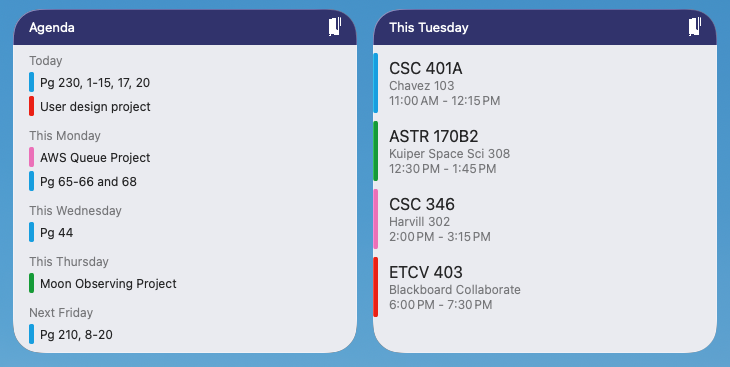 Agenda
Today
Pg 230, 1-15, 17, 20
User design project
This Monday
AWS Queue Project
Pg 65-66 and 68
This Wednesday
Pg 44
This Thursday
Moon Observing Project
Next Friday
Pg 210, 8-20
This Tuesday
CSC 401A
Chavez 103
11:00 AM - 12:15 PM
ASTR 170B2
Kuiper Space Sci 308
12:30 PM - 1:45 PM
CSC 346
Harvill 302
2:00 PM - 3:15 PM
ETCV 403
Blackboard Collaborate
6:00 PM - 7:30 PM